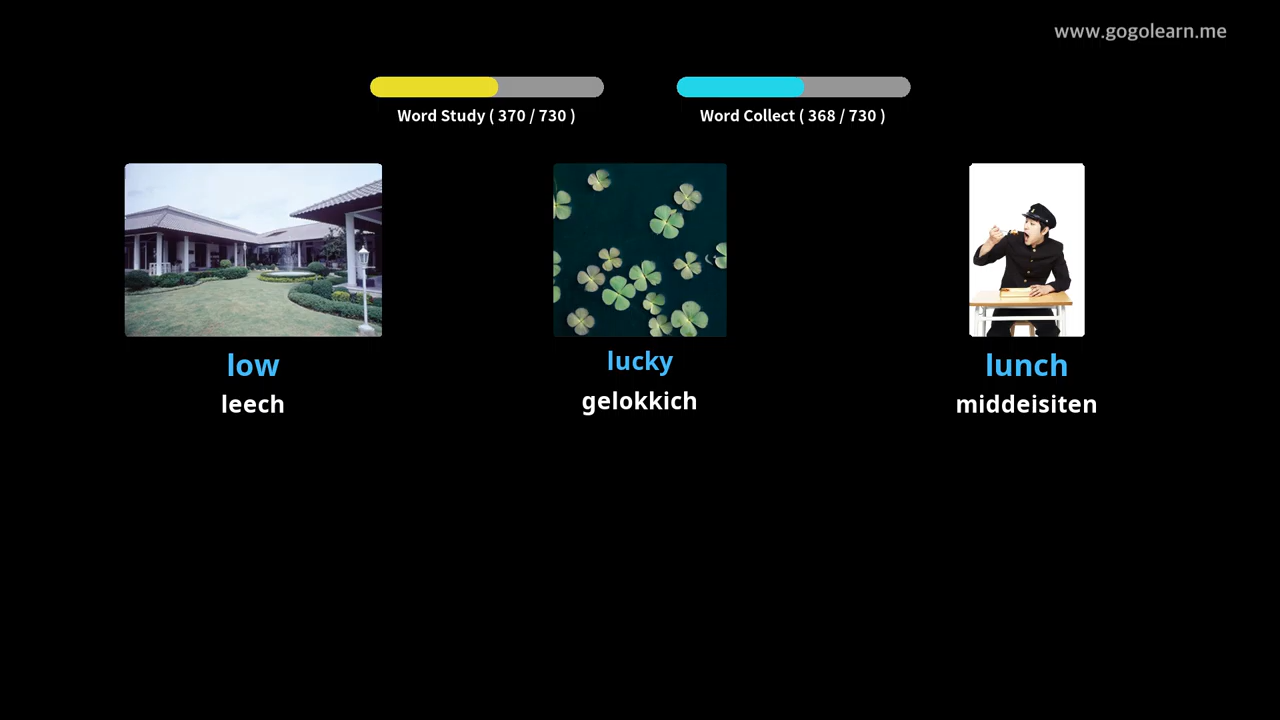 www.gogolearn.me
Word Study ( 370 / 730 )
Word Collect ( 368 / 730 )
low
leech
lucky
gelokkich
lunch
middeisiten